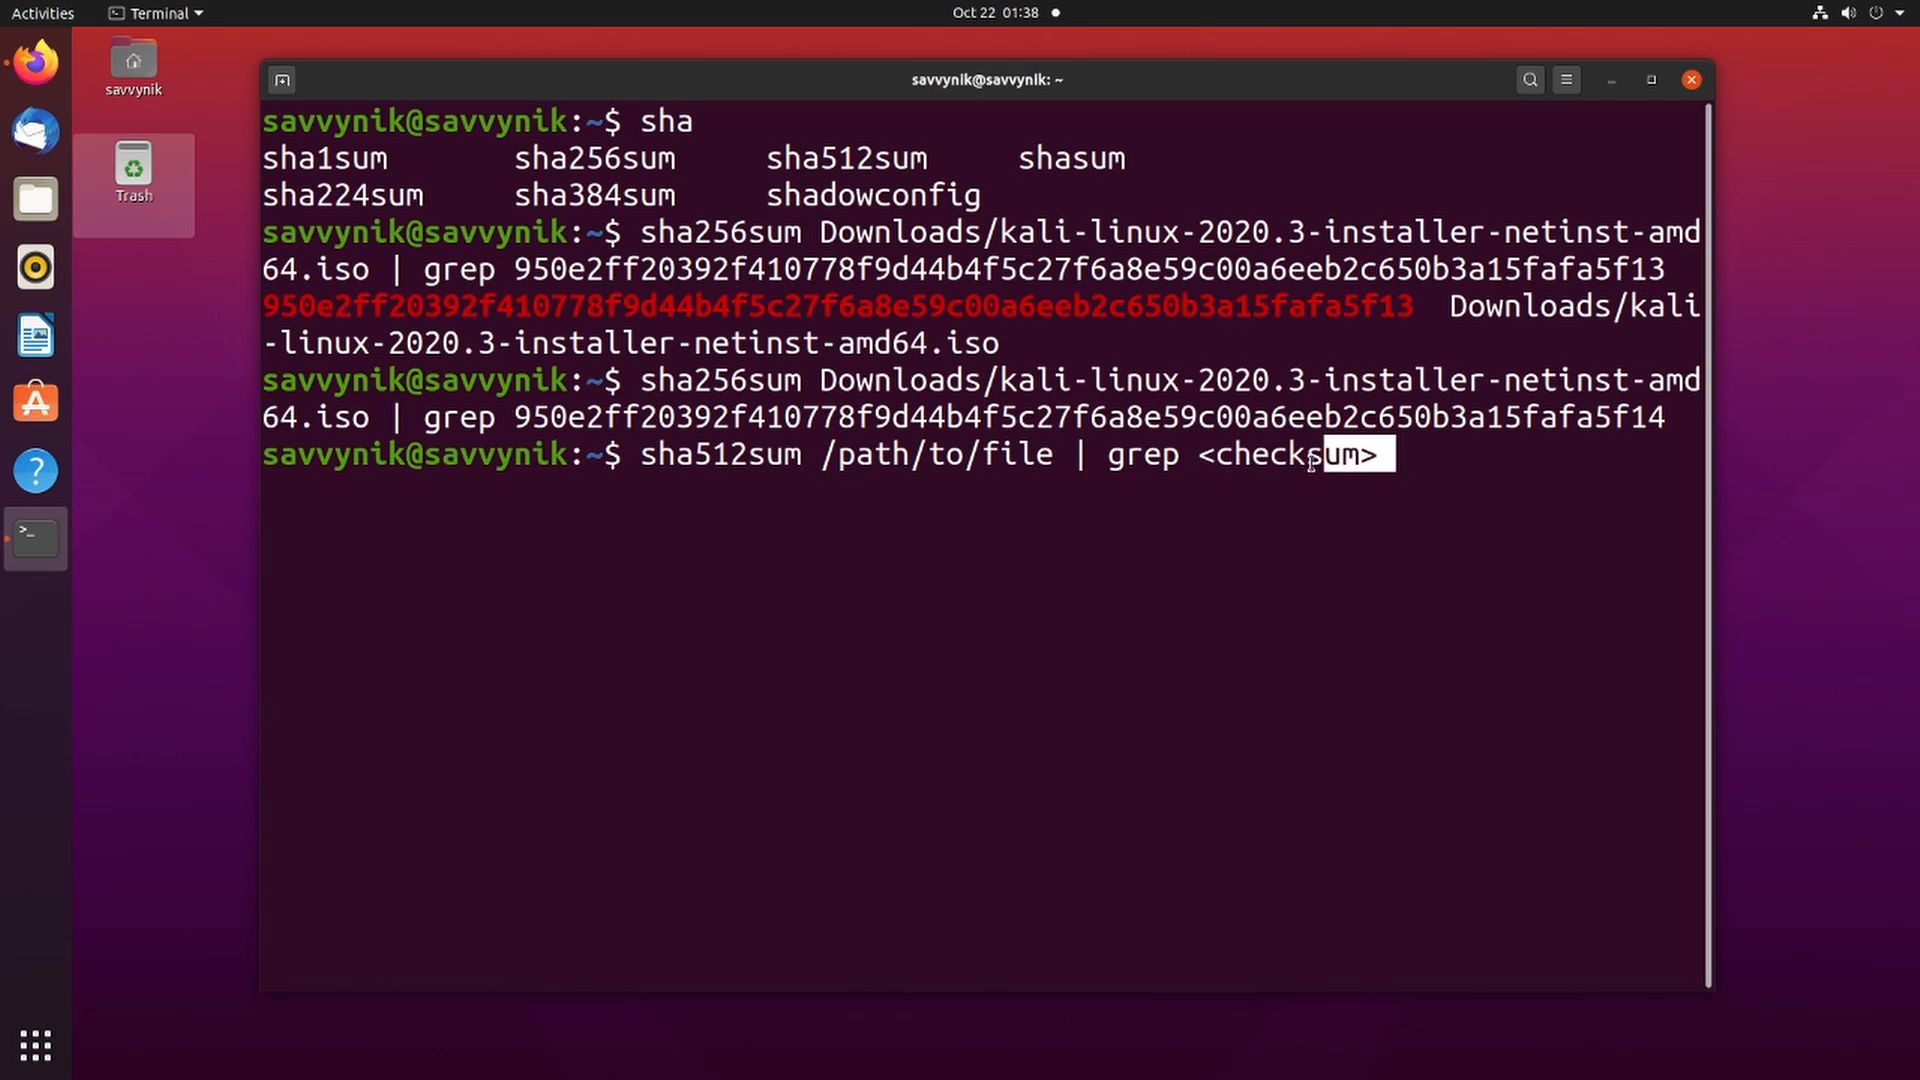 Activities
Terminal
Oct 22 01:38
savvynik
Trash
savvynik@savvynik: ~
savvynik@savvynik:~$ sha
sha1sum sha256sum sha512sum shasum
sha224sum sha384sum shadowconfig
savvynik@savvynik:~$ sha256sum Downloads/kali-linux-2020.3-installer-netinst-amd
64.iso | grep 950e2ff20392f410778f9d44b4f5c27f6a8e59c00a6eeb2c650b3a15fafa5f13
950e2ff20392f410778f9d44b4f5c27f6a8e59c00a6eeb2c650b3a15fafa5f13 Downloads/kali
-linux-2020.3-installer-netinst-amd64.iso
savvynik@savvynik:~$ sha256sum Downloads/kali-linux-2020.3-installer-netinst-amd
64.iso | grep 950e2ff20392f410778f9d44b4f5c27f6a8e59c00a6eeb2c650b3a15fafa5f14
savvynik@savvynik:~$ sha512sum /path/to/file | grep <checksum>